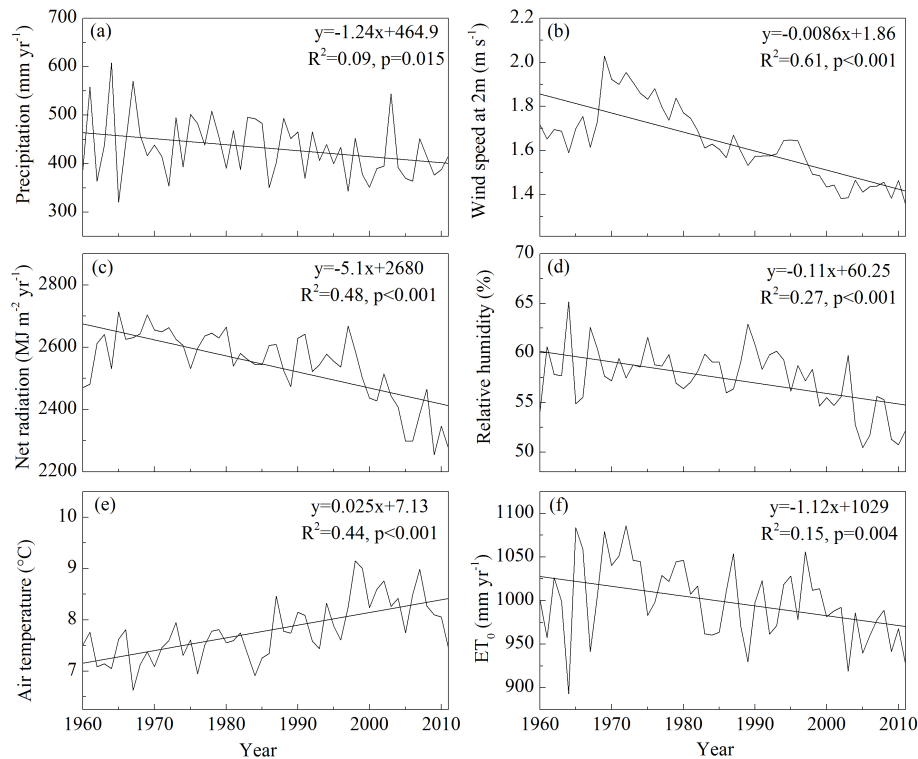 (a)
y=-1.24x+464.9
R²=0.09, p=0.015
Precipitation (mm yr⁻¹)
700
600
500
400
300
(b)
y=-0.0086x+1.86
R²=0.61, p<0.001
Wind speed at 2m (m s⁻¹)
2.2
2.0
1.8
1.6
1.4
(c)
y=-5.1x+2680
R²=0.48, p<0.001
Net radiation (MJ m⁻² yr⁻¹)
2800
2600
2400
2200
(d)
y=-0.11x+60.25
R²=0.27, p<0.001
Relative humidity (%)
70
65
60
55
50
(e)
y=0.025x+7.13
R²=0.44, p<0.001
Air temperature (°C)
10
9
8
7
1960 1970 1980 1990 2000 2010
Year
(f)
y=-1.12x+1029
R²=0.15, p=0.004
ET₀ (mm yr⁻¹)
1100
1050
1000
950
900
1960 1970 1980 1990 2000 2010
Year